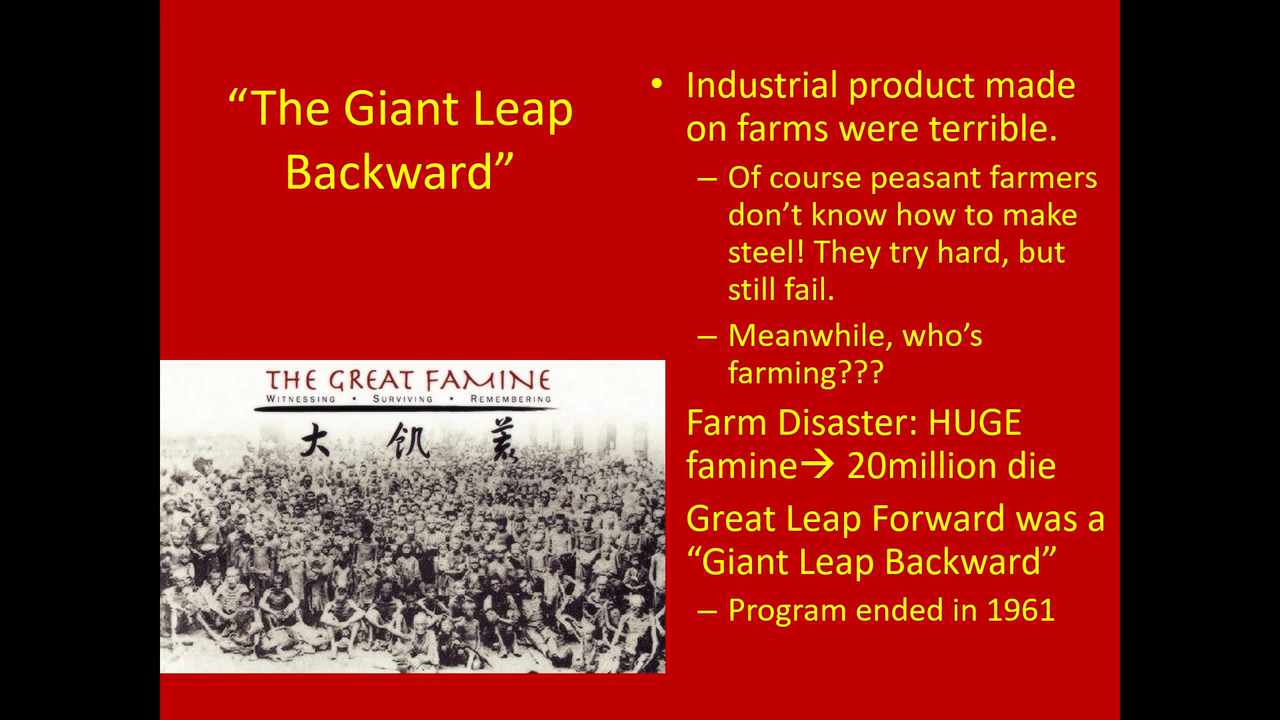 “The Giant Leap
Backward”
• Industrial product made
on farms were terrible.
– Of course peasant farmers
don’t know how to make
steel! They try hard, but
still fail.
– Meanwhile, who’s
farming???
Farm Disaster: HUGE
famine→ 20million die
Great Leap Forward was a
“Giant Leap Backward”
– Program ended in 1961
THE GREAT FAMINE
WITNESSING • SURVIVING • REMEMBERING
大饥荒